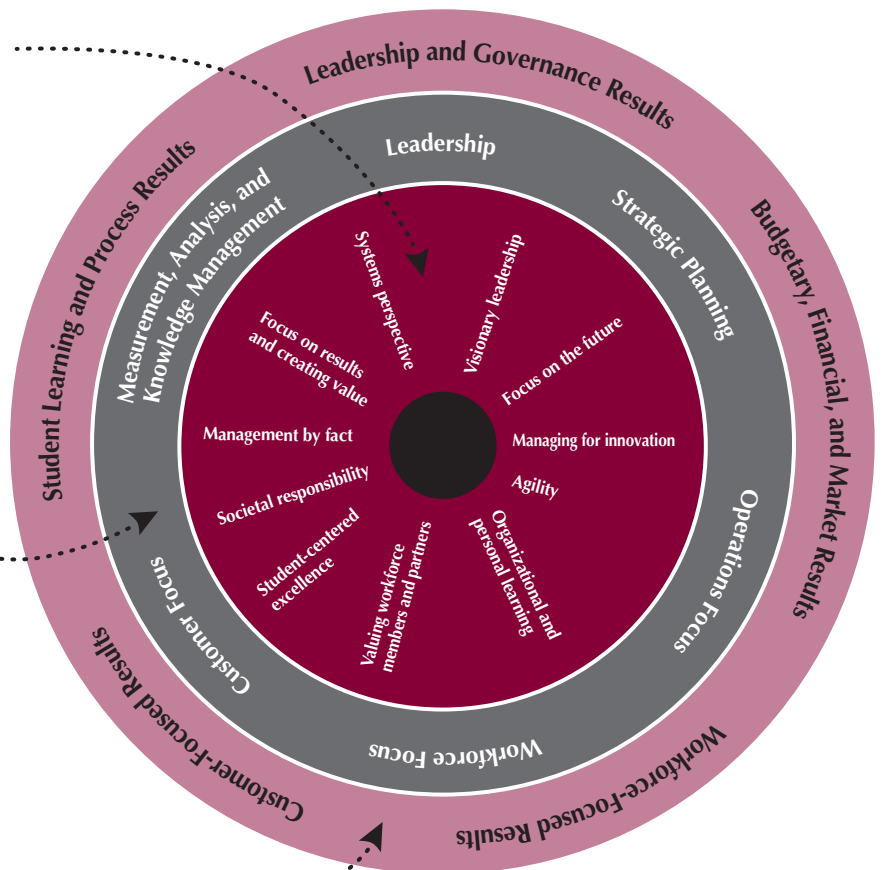 Leadership and Governance Results
Budgetary, Financial, and Market Results
Workforce-Focused Results
Customer-Focused Results
Student Learning and Process Results
Leadership
Strategic Planning
Operations Focus
Workforce Focus
Customer Focus
Measurement, Analysis, and
Knowledge Management
Visionary leadership
Focus on the future
Managing for innovation
Agility
Organizational and
personal learning
Valuing workforce
members and partners
Student-centered
excellence
Societal responsibility
Management by fact
Focus on results
and creating value
Systems perspective